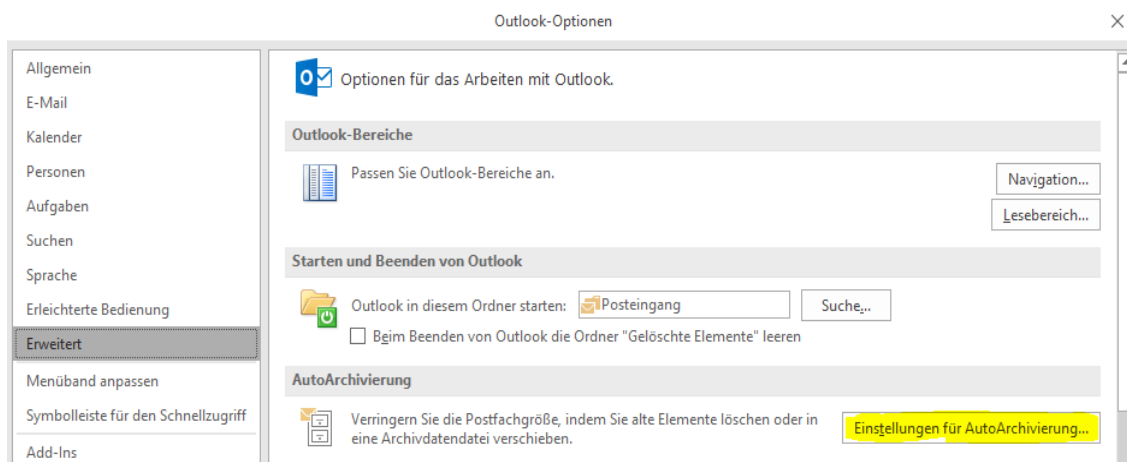 Outlook-Optionen
Allgemein
E-Mail
Kalender
Personen
Aufgaben
Suchen
Sprache
Erleichterte Bedienung
Erweitert
Menüband anpassen
Symbolleiste für den Schnellzugriff
Add-Ins
Optionen für das Arbeiten mit Outlook.
Outlook-Bereiche
Passen Sie Outlook-Bereiche an.
Navigation...
Lesebereich...
Starten und Beenden von Outlook
Outlook in diesem Ordner starten: Posteingang Suche...
Beim Beenden von Outlook die Ordner "Gelöschte Elemente" leeren
AutoArchivierung
Verringern Sie die Postfachgröße, indem Sie alte Elemente löschen oder in
eine Archivdatendatei verschieben.
Einstellungen für AutoArchivierung...